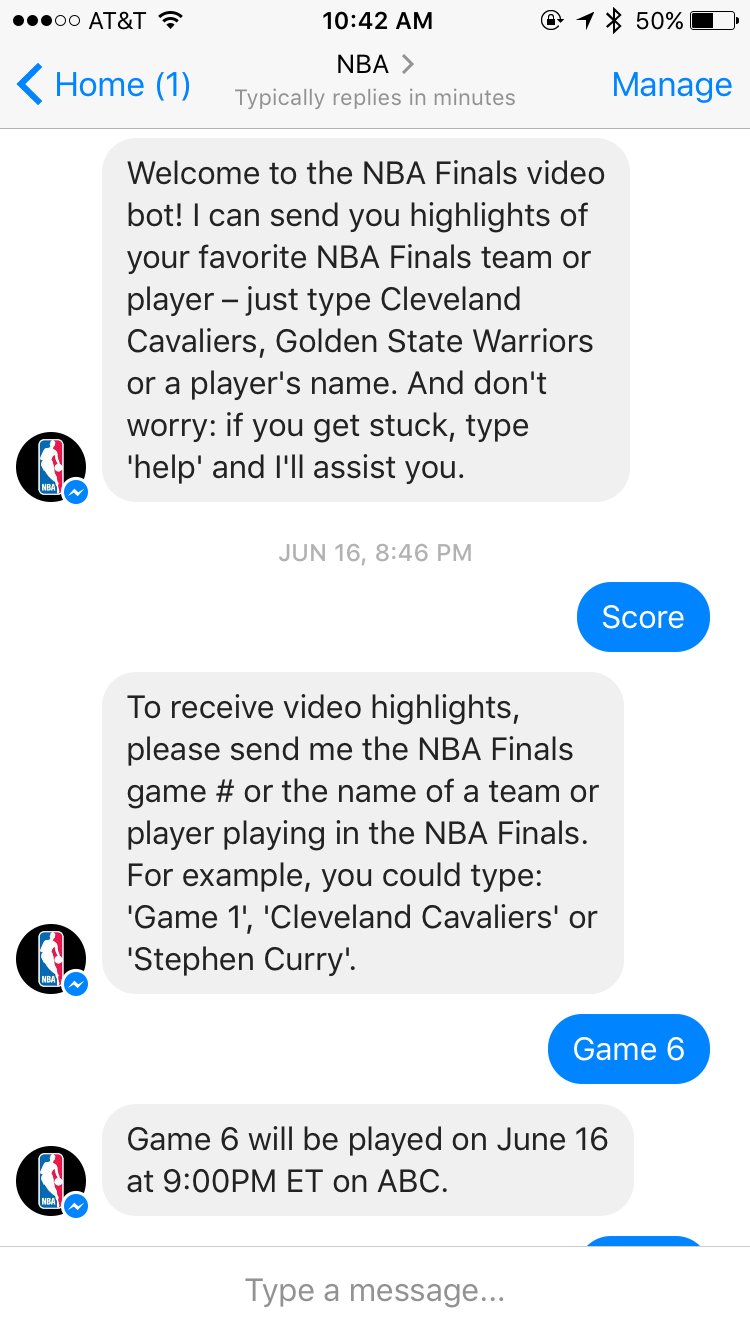 AT&T 10:42 AM 50%
Home (1) NBA Manage
Typically replies in minutes
Welcome to the NBA Finals video
bot! I can send you highlights of
your favorite NBA Finals team or
player – just type Cleveland
Cavaliers, Golden State Warriors
or a player's name. And don't
worry: if you get stuck, type
'help' and I'll assist you.
NBA
JUN 16, 8:46 PM
Score
To receive video highlights,
please send me the NBA Finals
game # or the name of a team or
player playing in the NBA Finals.
For example, you could type:
'Game 1', 'Cleveland Cavaliers' or
'Stephen Curry'.
NBA
Game 6
Game 6 will be played on June 16
at 9:00PM ET on ABC.
NBA
Type a message...